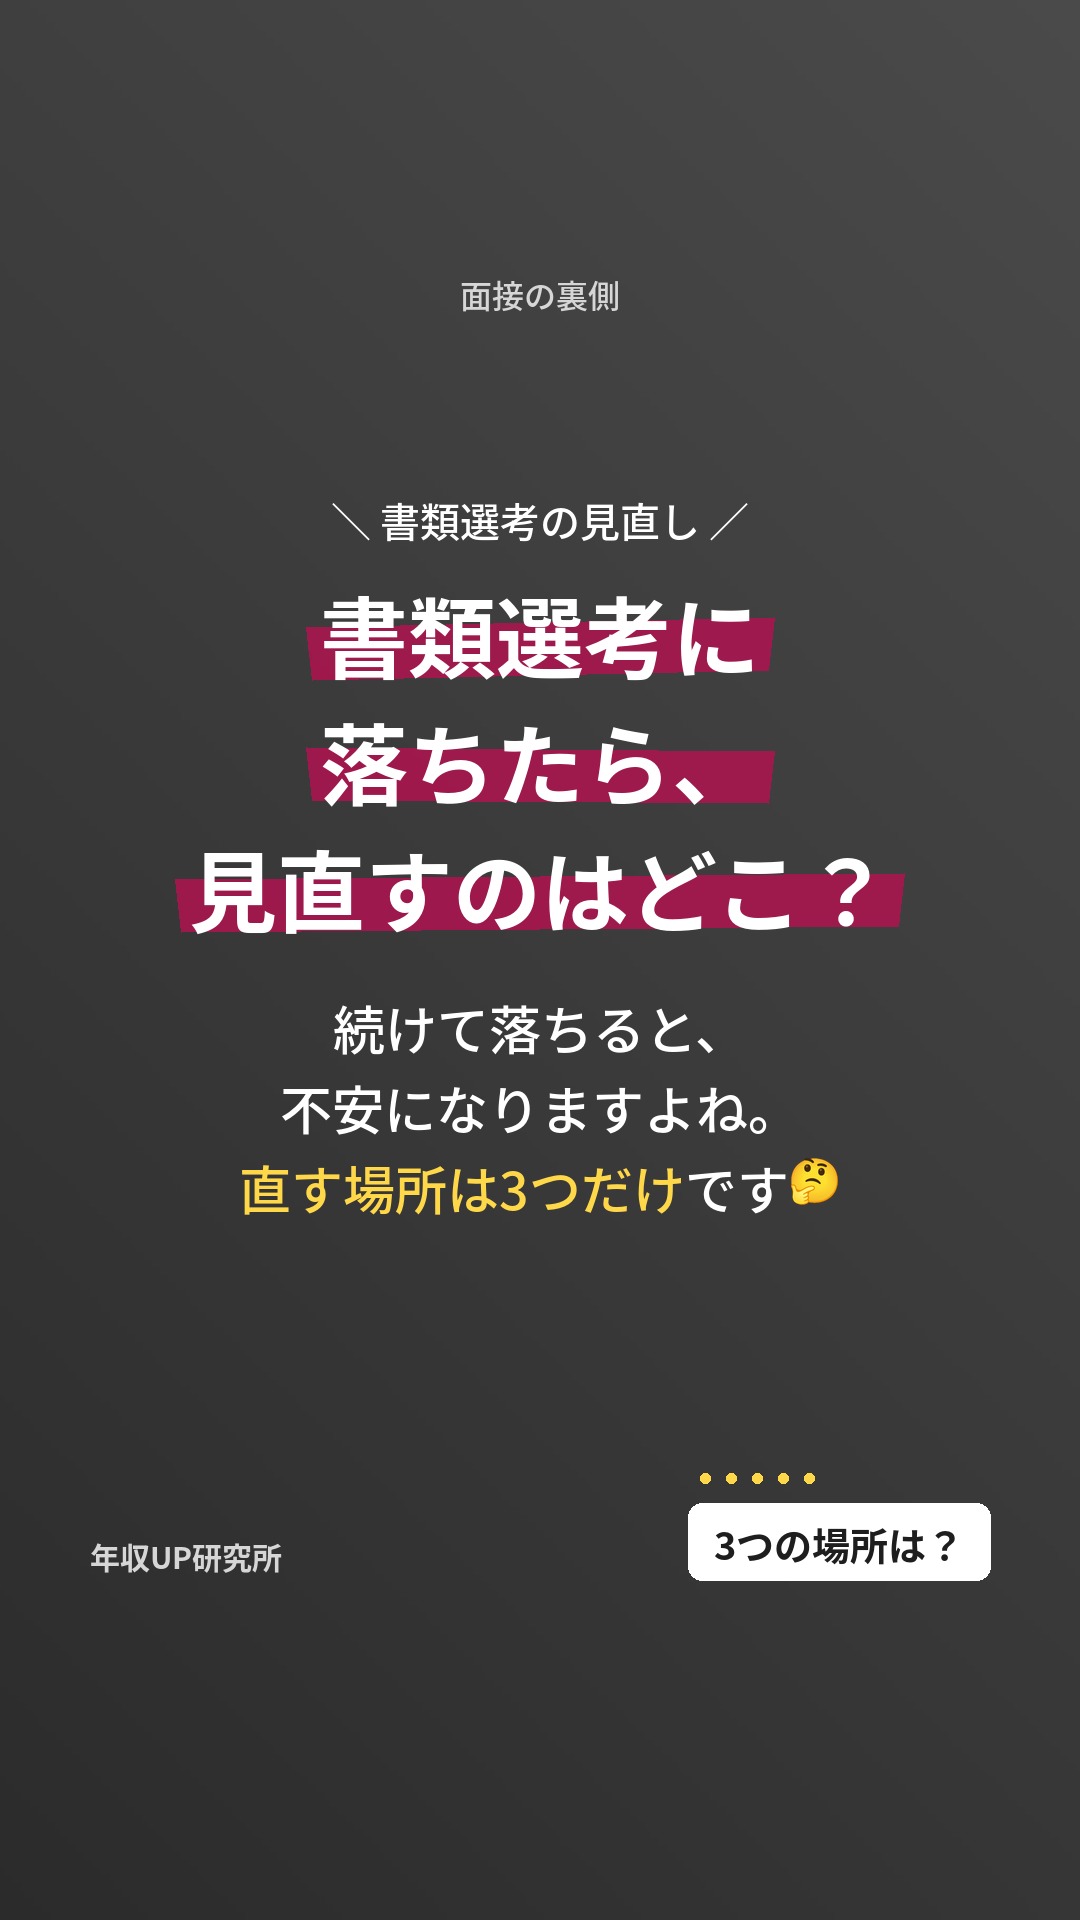 面接の裏側
＼ 書類選考の見直し ／
書類選考に
落ちたら、
見直すのはどこ？
続けて落ちると、
不安になりますよね。
直す場所は3つだけです🤔
3つの場所は？
年収UP研究所